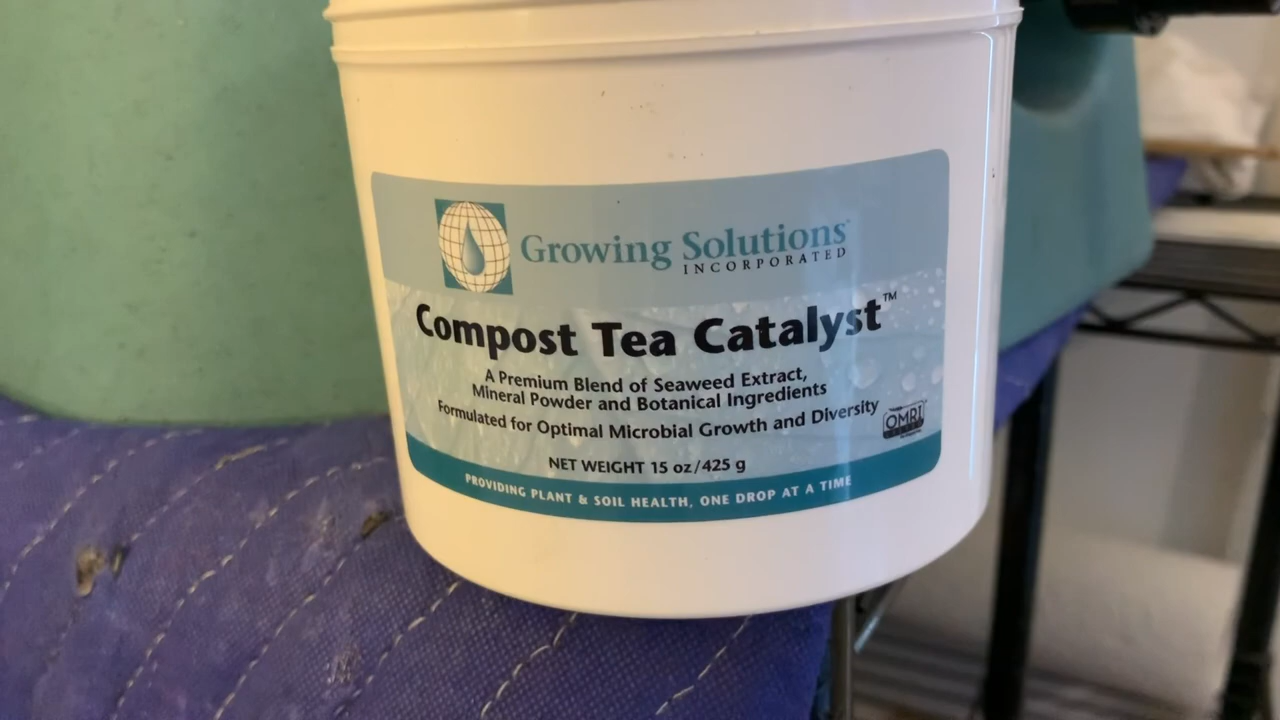 Growing Solutions
INCORPORATED
Compost Tea Catalyst™
A Premium Blend of Seaweed Extract,
Mineral Powder and Botanical Ingredients
Formulated for Optimal Microbial Growth and Diversity
OMRI
NET WEIGHT 15 oz/425 g
PROVIDING PLANT & SOIL HEALTH, ONE DROP AT A TIME